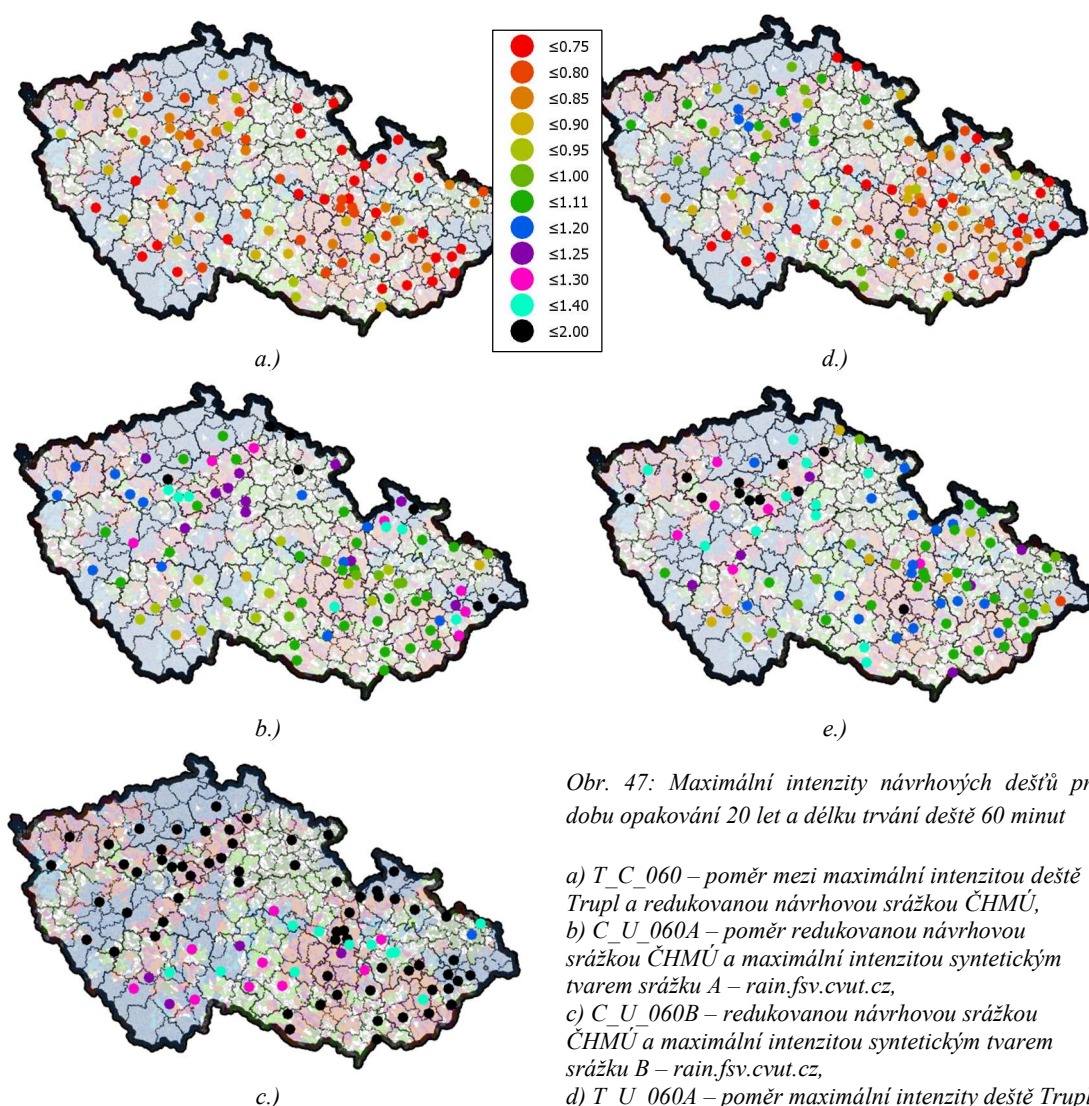 ≤0.75
≤0.80
≤0.85
≤0.90
≤0.95
≤1.00
≤1.11
≤1.20
≤1.25
≤1.30
≤1.40
≤2.00
a.)
d.)
b.)
e.)
c.)
Obr. 47: Maximální intenzity návrhových dešťů pr
dobu opakování 20 let a délku trvání deště 60 minut
a) T_C_060 – poměr mezi maximální intenzitou deště
Trupl a redukovanou návrhovou srážkou ČHMÚ,
b) C_U_060A – poměr redukovanou návrhovou
srážkou ČHMÚ a maximální intenzitou syntetickým
tvarem srážku A – rain.fsv.cvut.cz,
c) C_U_060B – redukovanou návrhovou srážkou
ČHMÚ a maximální intenzitou syntetickým tvarem
srážku B – rain.fsv.cvut.cz,
d) T_U_060A – poměr maximální intenzity deště Trupl